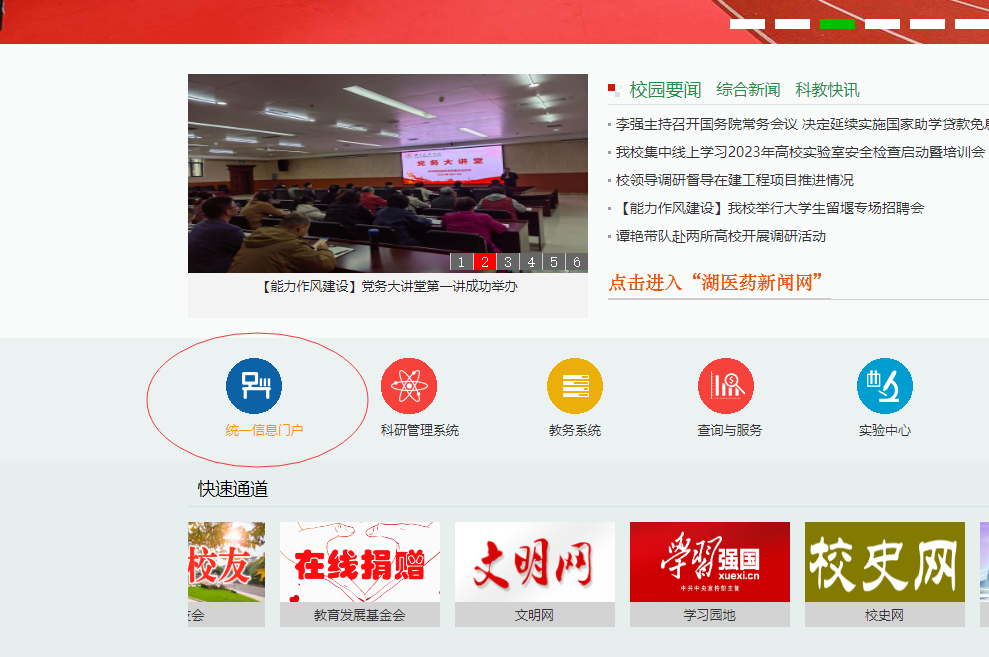 党务大讲堂
1 2 3 4 5 6
【能力作风建设】党务大讲堂第一讲成功举办
校园要闻 综合新闻 科教快讯
李强主持召开国务院常务会议 决定延续实施国家助学贷款免息
我校集中线上学习2023年高校实验室安全检查启动暨培训会
校领导调研督导在建工程项目推进情况
【能力作风建设】我校举行大学生留堰专场招聘会
谭艳带队赴两所高校开展调研活动
点击进入“湖医药新闻网”
统一信息门户 科研管理系统 教务系统 查询与服务 实验中心
快速通道
校友 在线捐赠 文明网 学习强国 校史网
xuexi.cn
中共中央宣传部主管
友会 教育发展基金会 文明网 学习园地 校史网